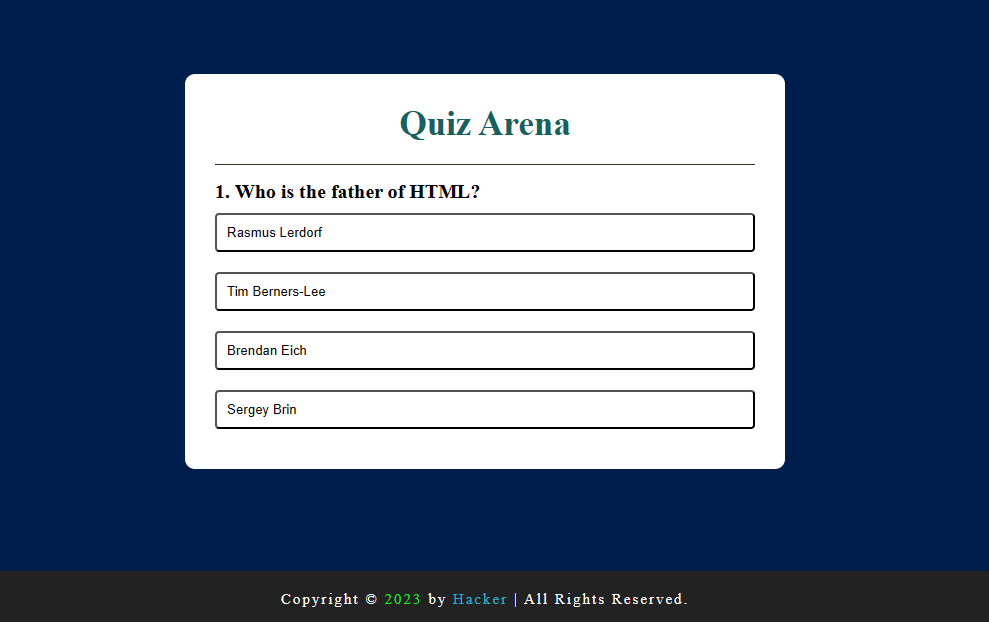 Quiz Arena
1. Who is the father of HTML?
Rasmus Lerdorf
Tim Berners-Lee
Brendan Eich
Sergey Brin
Copyright © 2023 by Hacker | All Rights Reserved.